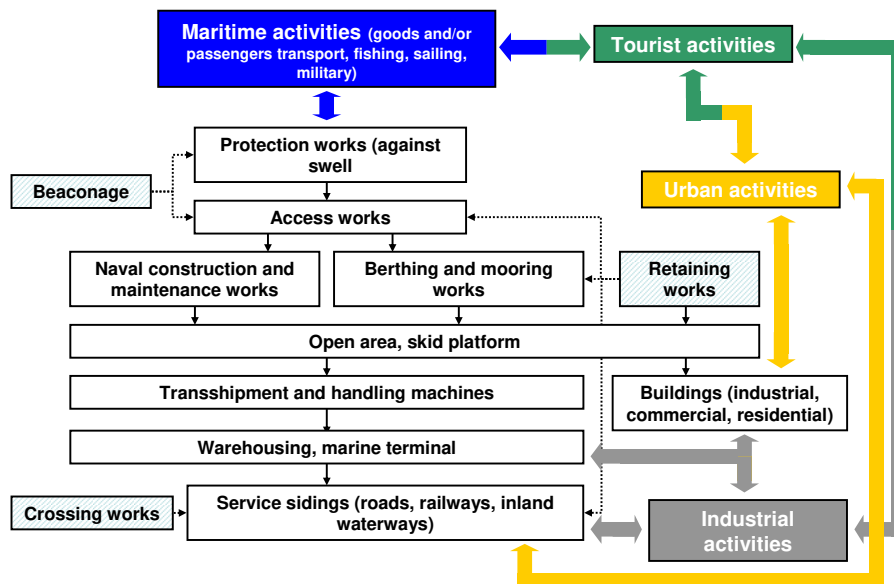 Maritime activities (goods and/or
passengers transport, fishing, sailing,
military)
Tourist activities
Protection works (against
swell
Beaconage
Urban activities
Access works
Naval construction and
maintenance works
Berthing and mooring
works
Retaining
works
Open area, skid platform
Transshipment and handling machines
Buildings (industrial,
commercial, residential)
Warehousing, marine terminal
Crossing works
Service sidings (roads, railways, inland
waterways)
Industrial
activities